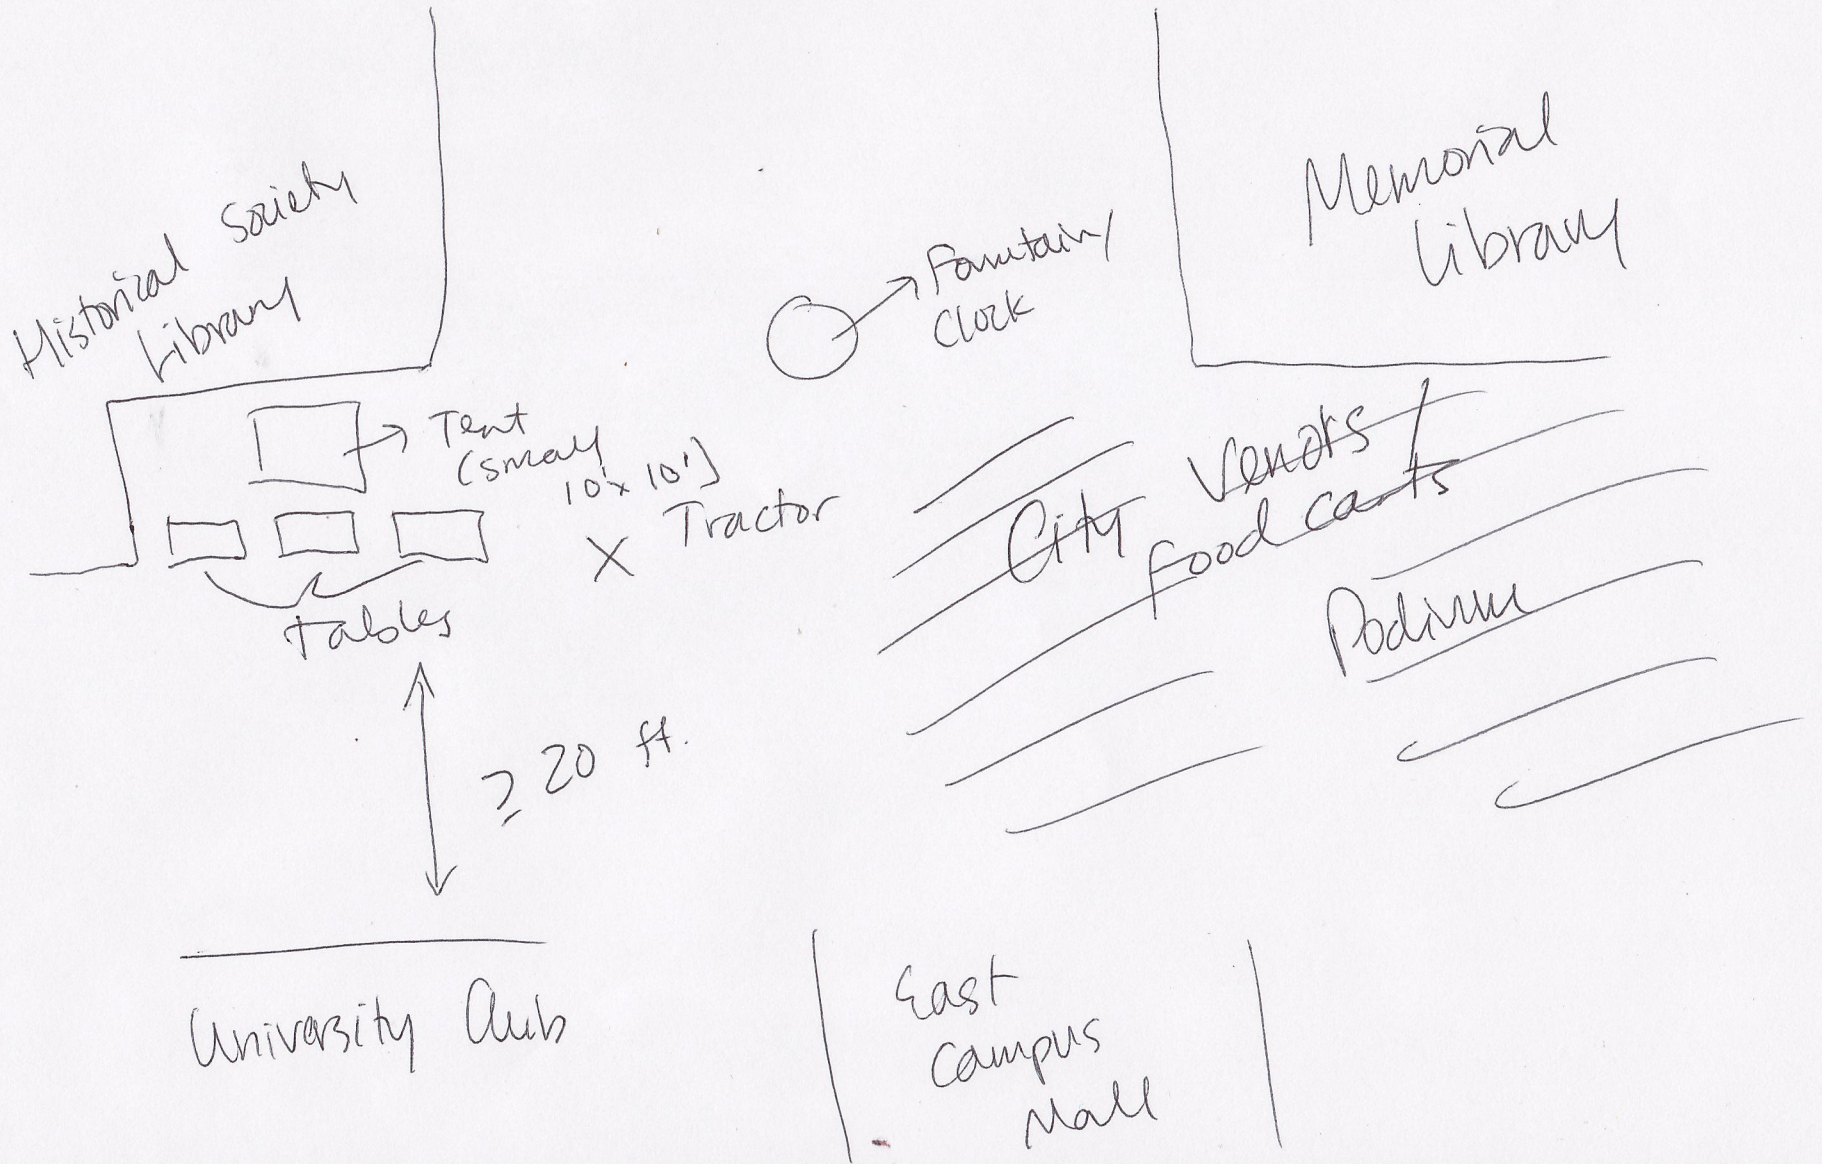 Historical Society
Library
Memorial
Library
Fountain/
Clock
Tent
(small
10'x 10')
X Tractor
tables
City Venors /
Food carts
Podium
≥ 20 ft.
University Club
East
Campus
Mall